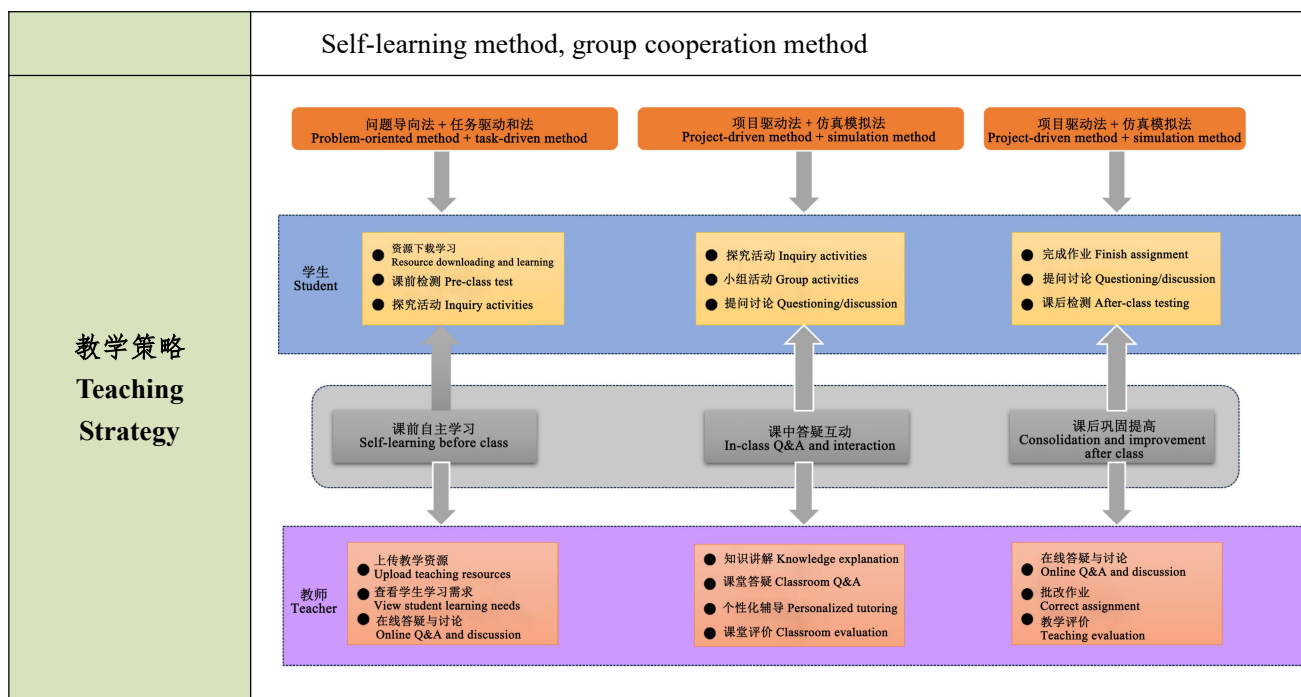 Self-learning method, group cooperation method
教学策略
Teaching
Strategy
问题导向法 + 任务驱动和法
Problem-oriented method + task-driven method
项目驱动法 + 仿真模拟法
Project-driven method + simulation method
项目驱动法 + 仿真模拟法
Project-driven method + simulation method
学生
Student
资源下载学习
Resource downloading and learning
课前检测 Pre-class test
探究活动 Inquiry activities
探究活动 Inquiry activities
小组活动 Group activities
提问讨论 Questioning/discussion
完成作业 Finish assignment
提问讨论 Questioning/discussion
课后检测 After-class testing
课前自主学习
Self-learning before class
课中答疑互动
In-class Q&A and interaction
课后巩固提高
Consolidation and improvement
after class
教师
Teacher
上传教学资源
Upload teaching resources
查看学生学习需求
View student learning needs
在线答疑与讨论
Online Q&A and discussion
知识讲解 Knowledge explanation
课堂答疑 Classroom Q&A
个性化辅导 Personalized tutoring
课堂评价 Classroom evaluation
在线答疑与讨论
Online Q&A and discussion
批改作业
Correct assignment
教学评价
Teaching evaluation